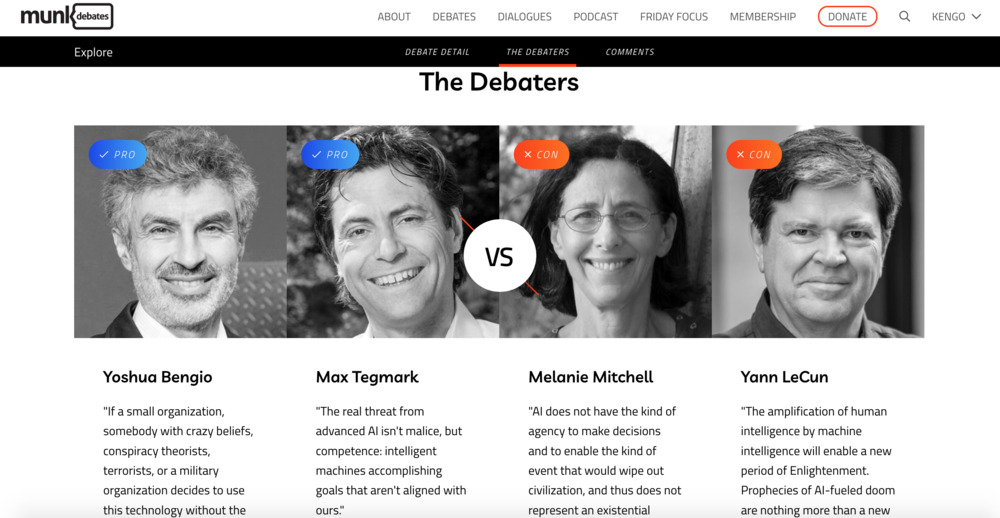 munk debates
ABOUT DEBATES DIALOGUES PODCAST FRIDAY FOCUS MEMBERSHIP DONATE KENGO
Explore DEBATE DETAIL THE DEBATERS COMMENTS
The Debaters
PRO
PRO
CON
CON
VS
Yoshua Bengio
"If a small organization,
somebody with crazy beliefs,
conspiracy theorists,
terrorists, or a military
organization decides to use
this technology without the
Max Tegmark
"The real threat from
advanced AI isn't malice, but
competence: intelligent
machines accomplishing
goals that aren't aligned with
ours."
Melanie Mitchell
"AI does not have the kind of
agency to make decisions
and to enable the kind of
event that would wipe out
civilization, and thus does not
represent an existential
Yann LeCun
"The amplification of human
intelligence by machine
intelligence will enable a new
period of Enlightenment.
Prophecies of AI-fueled doom
are nothing more than a new